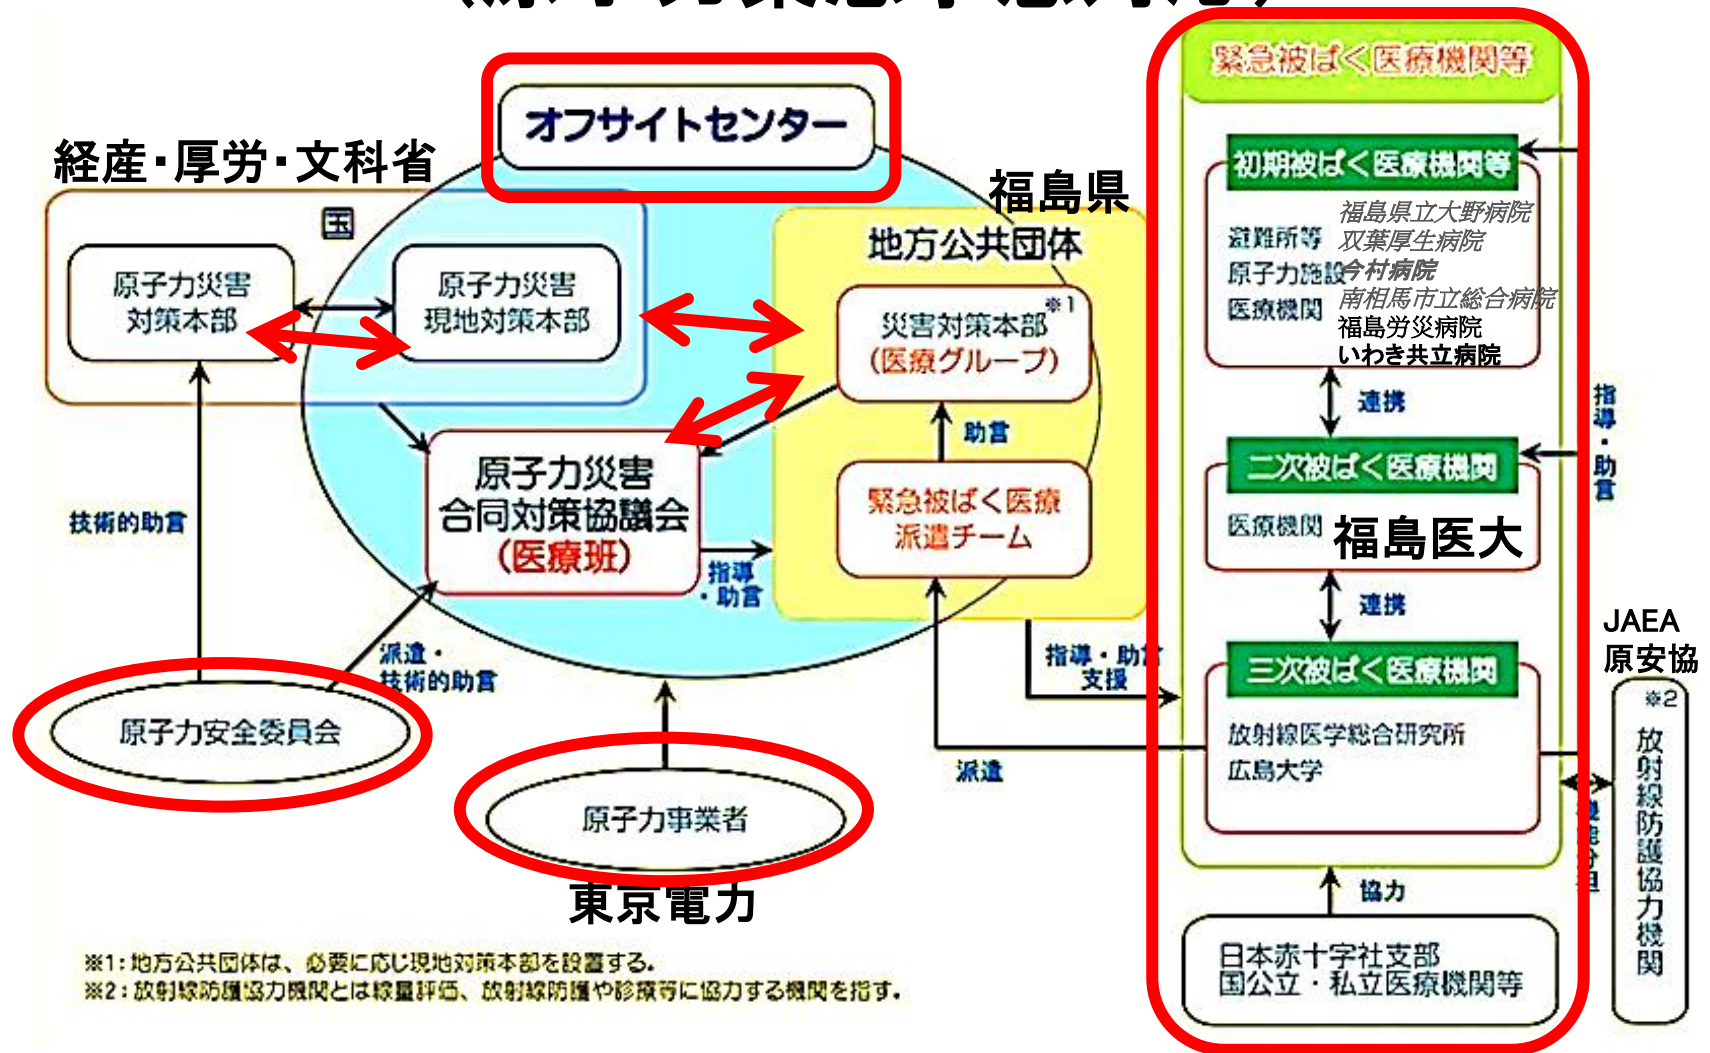 緊急被ばく医療機関等
オフサイトセンター
経産・厚労・文科省
福島県
国
地方公共団体
原子力災害
対策本部
原子力災害
現地対策本部
※1
災害対策本部
(医療グループ)
助言
緊急被ばく医療
派遣チーム
原子力災害
合同対策協議会
(医療班)
指導
・助言
技術的助言
派遣・
技術的助言
原子力安全委員会
原子力事業者
東京電力
指導・助言
支援
派遣
初期被ばく医療機関等
避難所等
原子力施設
医療機関
福島県立大野病院
双葉厚生病院
今村病院
南相馬市立総合病院
福島労災病院
いわき共立病院
連携
指導・助言
二次被ばく医療機関
医療機関
福島医大
連携
三次被ばく医療機関
放射線医学総合研究所
広島大学
JAEA
原安協
※2
放射線防護協力機関
機能分担
協力
日本赤十字社支部
国公立・私立医療機関等
※1:地方公共団体は、必要に応じ現地対策本部を設置する。
※2:放射線防護協力機関とは線量評価、放射線防護や診療等に協力する機関を指す。